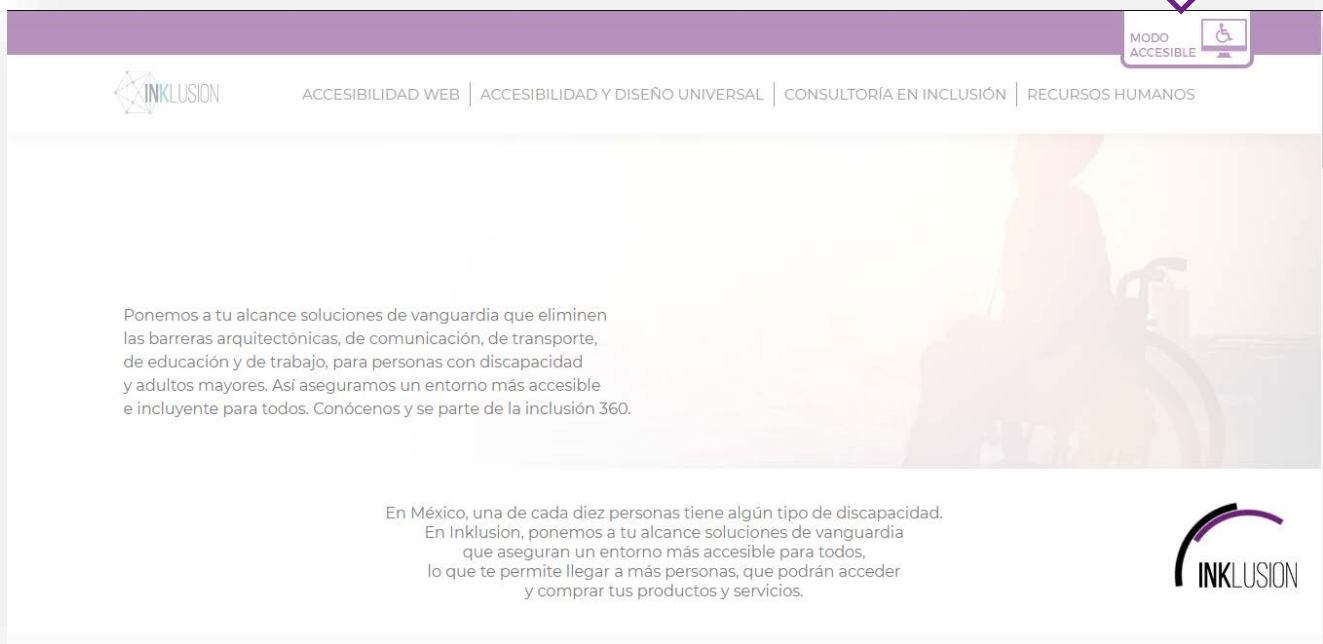 MODO
ACCESIBLE
INKLUSION
ACCESIBILIDAD WEB | ACCESIBILIDAD Y DISEÑO UNIVERSAL | CONSULTORÍA EN INCLUSIÓN | RECURSOS HUMANOS
Ponemos a tu alcance soluciones de vanguardia que eliminen
las barreras arquitectónicas, de comunicación, de transporte,
de educación y de trabajo, para personas con discapacidad
y adultos mayores. Así aseguramos un entorno más accesible
e incluyente para todos. Conócenos y se parte de la inclusión 360.
En México, una de cada diez personas tiene algún tipo de discapacidad.
En Inklusion, ponemos a tu alcance soluciones de vanguardia
que aseguran un entorno más accesible para todos,
lo que te permite llegar a más personas, que podrán acceder
y comprar tus productos y servicios.
INKLUSION